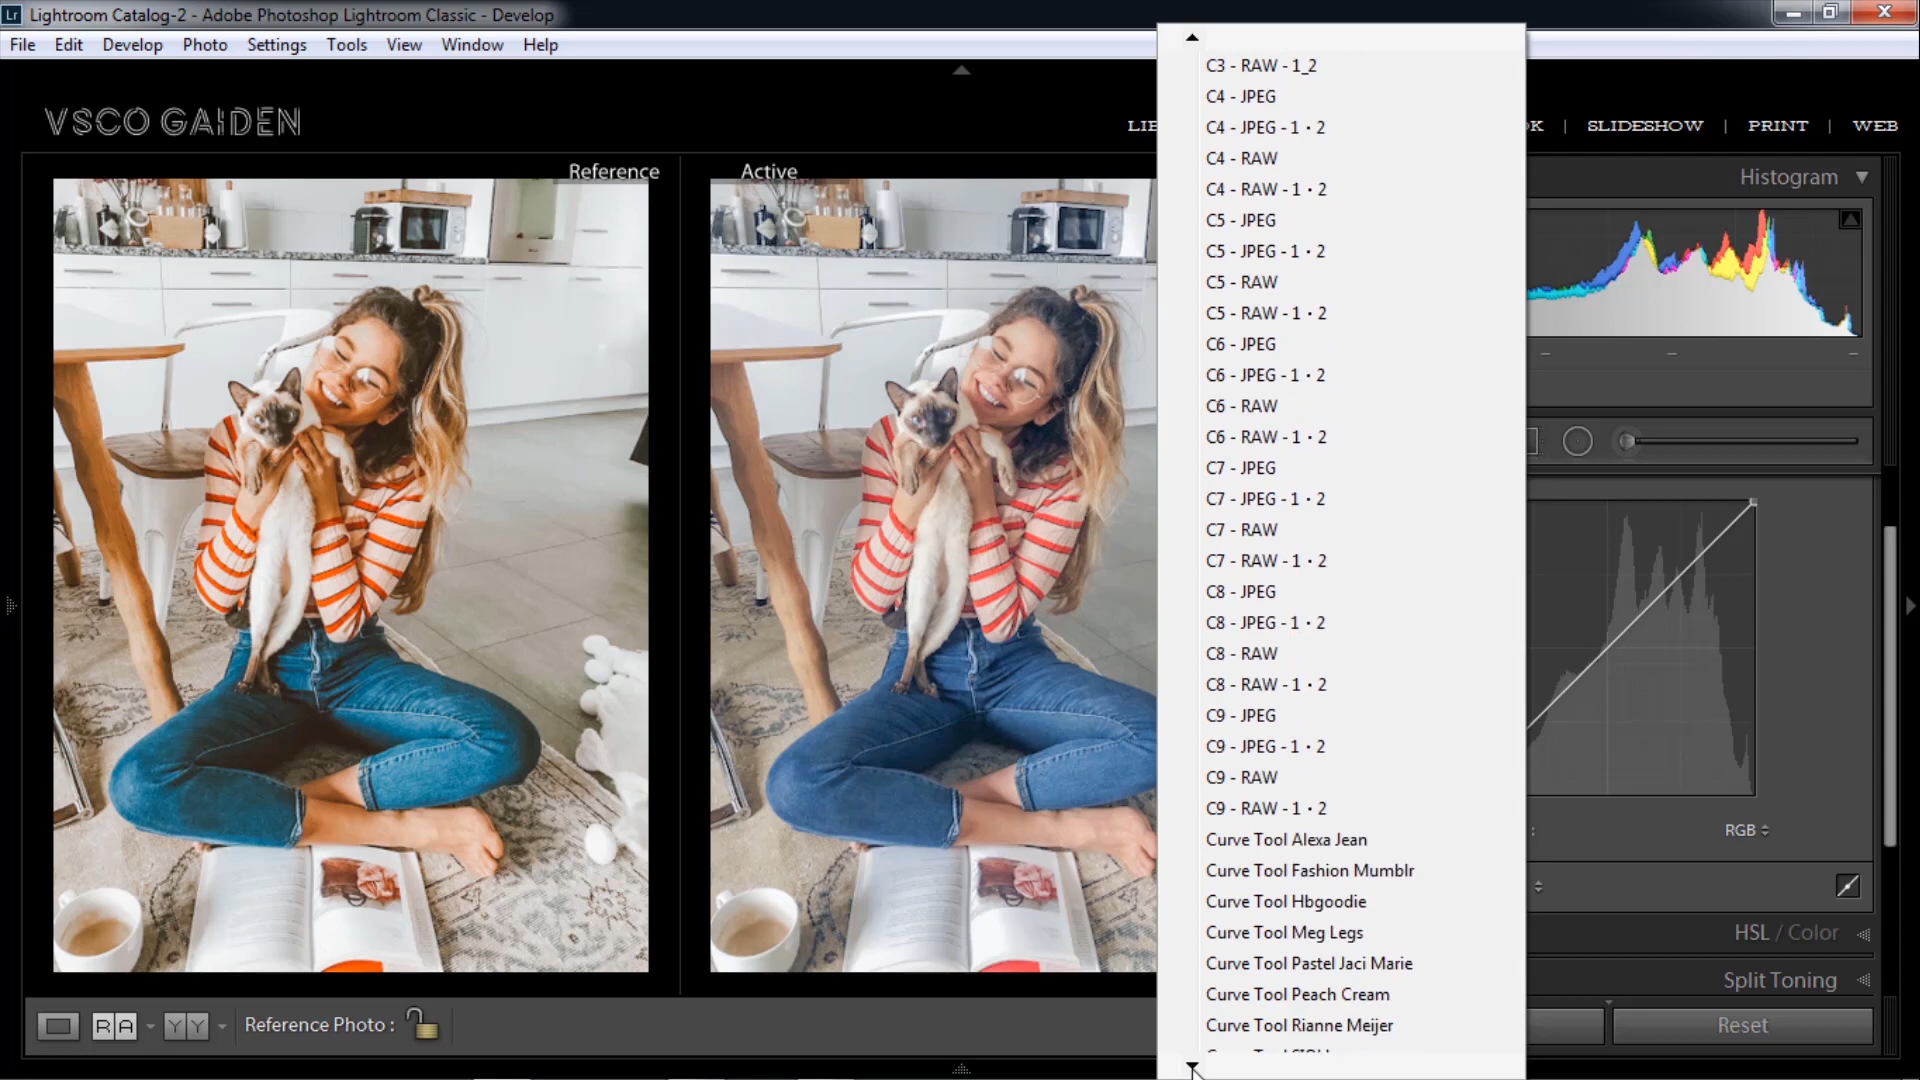 Lightroom Catalog-2 - Adobe Photoshop Lightroom Classic - Develop
File Edit Develop Photo Settings Tools View Window Help
VSCO GAIDEN
LIB
OK | SLIDESHOW | PRINT | WEB
Reference
Active
Histogram
C3 - RAW - 1_2
C4 - JPEG
C4 - JPEG - 1 · 2
C4 - RAW
C4 - RAW - 1 · 2
C5 - JPEG
C5 - JPEG - 1 · 2
C5 - RAW
C5 - RAW - 1 · 2
C6 - JPEG
C6 - JPEG - 1 · 2
C6 - RAW
C6 - RAW - 1 · 2
C7 - JPEG
C7 - JPEG - 1 · 2
C7 - RAW
C7 - RAW - 1 · 2
C8 - JPEG
C8 - JPEG - 1 · 2
C8 - RAW
C8 - RAW - 1 · 2
C9 - JPEG
C9 - JPEG - 1 · 2
C9 - RAW
C9 - RAW - 1 · 2
Curve Tool Alexa Jean
Curve Tool Fashion Mumblr
Curve Tool Hbgoodie
Curve Tool Meg Legs
Curve Tool Pastel Jaci Marie
Curve Tool Peach Cream
Curve Tool Rianne Meijer
RGB
HSL / Color
Split Toning
Reset
RA YY Reference Photo :